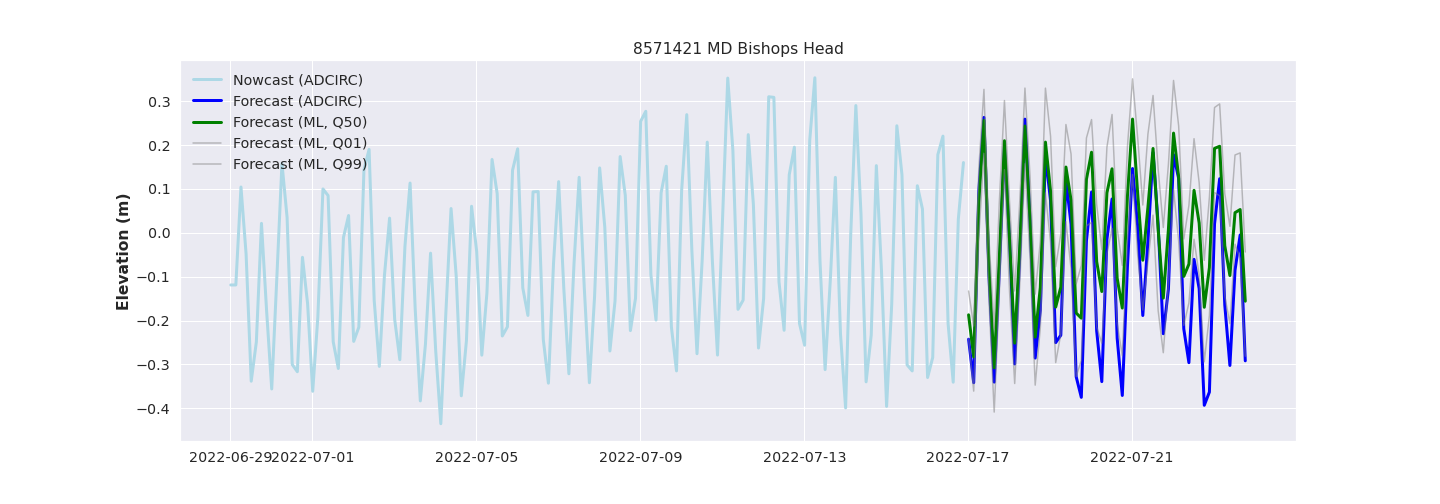 8571421 MD Bishops Head
Nowcast (ADCIRC)
Forecast (ADCIRC)
Forecast (ML, Q50)
Forecast (ML, Q01)
Forecast (ML, Q99)
Elevation (m)
0.3
0.2
0.1
0.0
−0.1
−0.2
−0.3
−0.4
2022-06-29 2022-07-01 2022-07-05 2022-07-09 2022-07-13 2022-07-17 2022-07-21